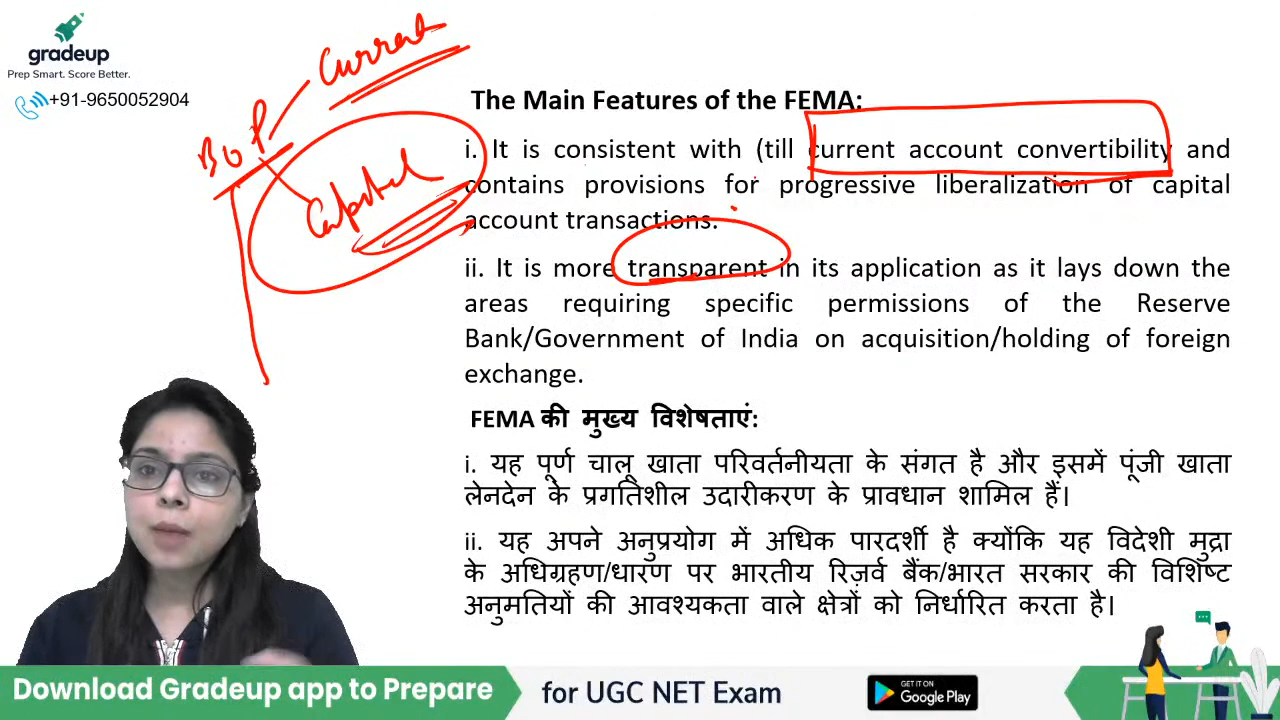 gradeup
Prep Smart. Score Better.
+91-9650052904
Current
BOP
Capital
The Main Features of the FEMA:
i. It is consistent with (till current account convertibility and
contains provisions for progressive liberalization of capital
account transactions.
ii. It is more transparent in its application as it lays down the
areas requiring specific permissions of the Reserve
Bank/Government of India on acquisition/holding of foreign
exchange.
FEMA की मुख्य विशेषताएं:
i. यह पूर्ण चालू खाता परिवर्तनीयता के संगत है और इसमें पूंजी खाता
लेनदेन के प्रगतिशील उदारीकरण के प्रावधान शामिल हैं।
ii. यह अपने अनुप्रयोग में अधिक पारदर्शी है क्योंकि यह विदेशी मुद्रा
के अधिग्रहण/धारण पर भारतीय रिज़र्व बैंक/भारत सरकार की विशिष्ट
अनुमतियों की आवश्यकता वाले क्षेत्रों को निर्धारित करता है।
Download Gradeup app to Prepare for UGC NET Exam
GET IT ON
Google Play